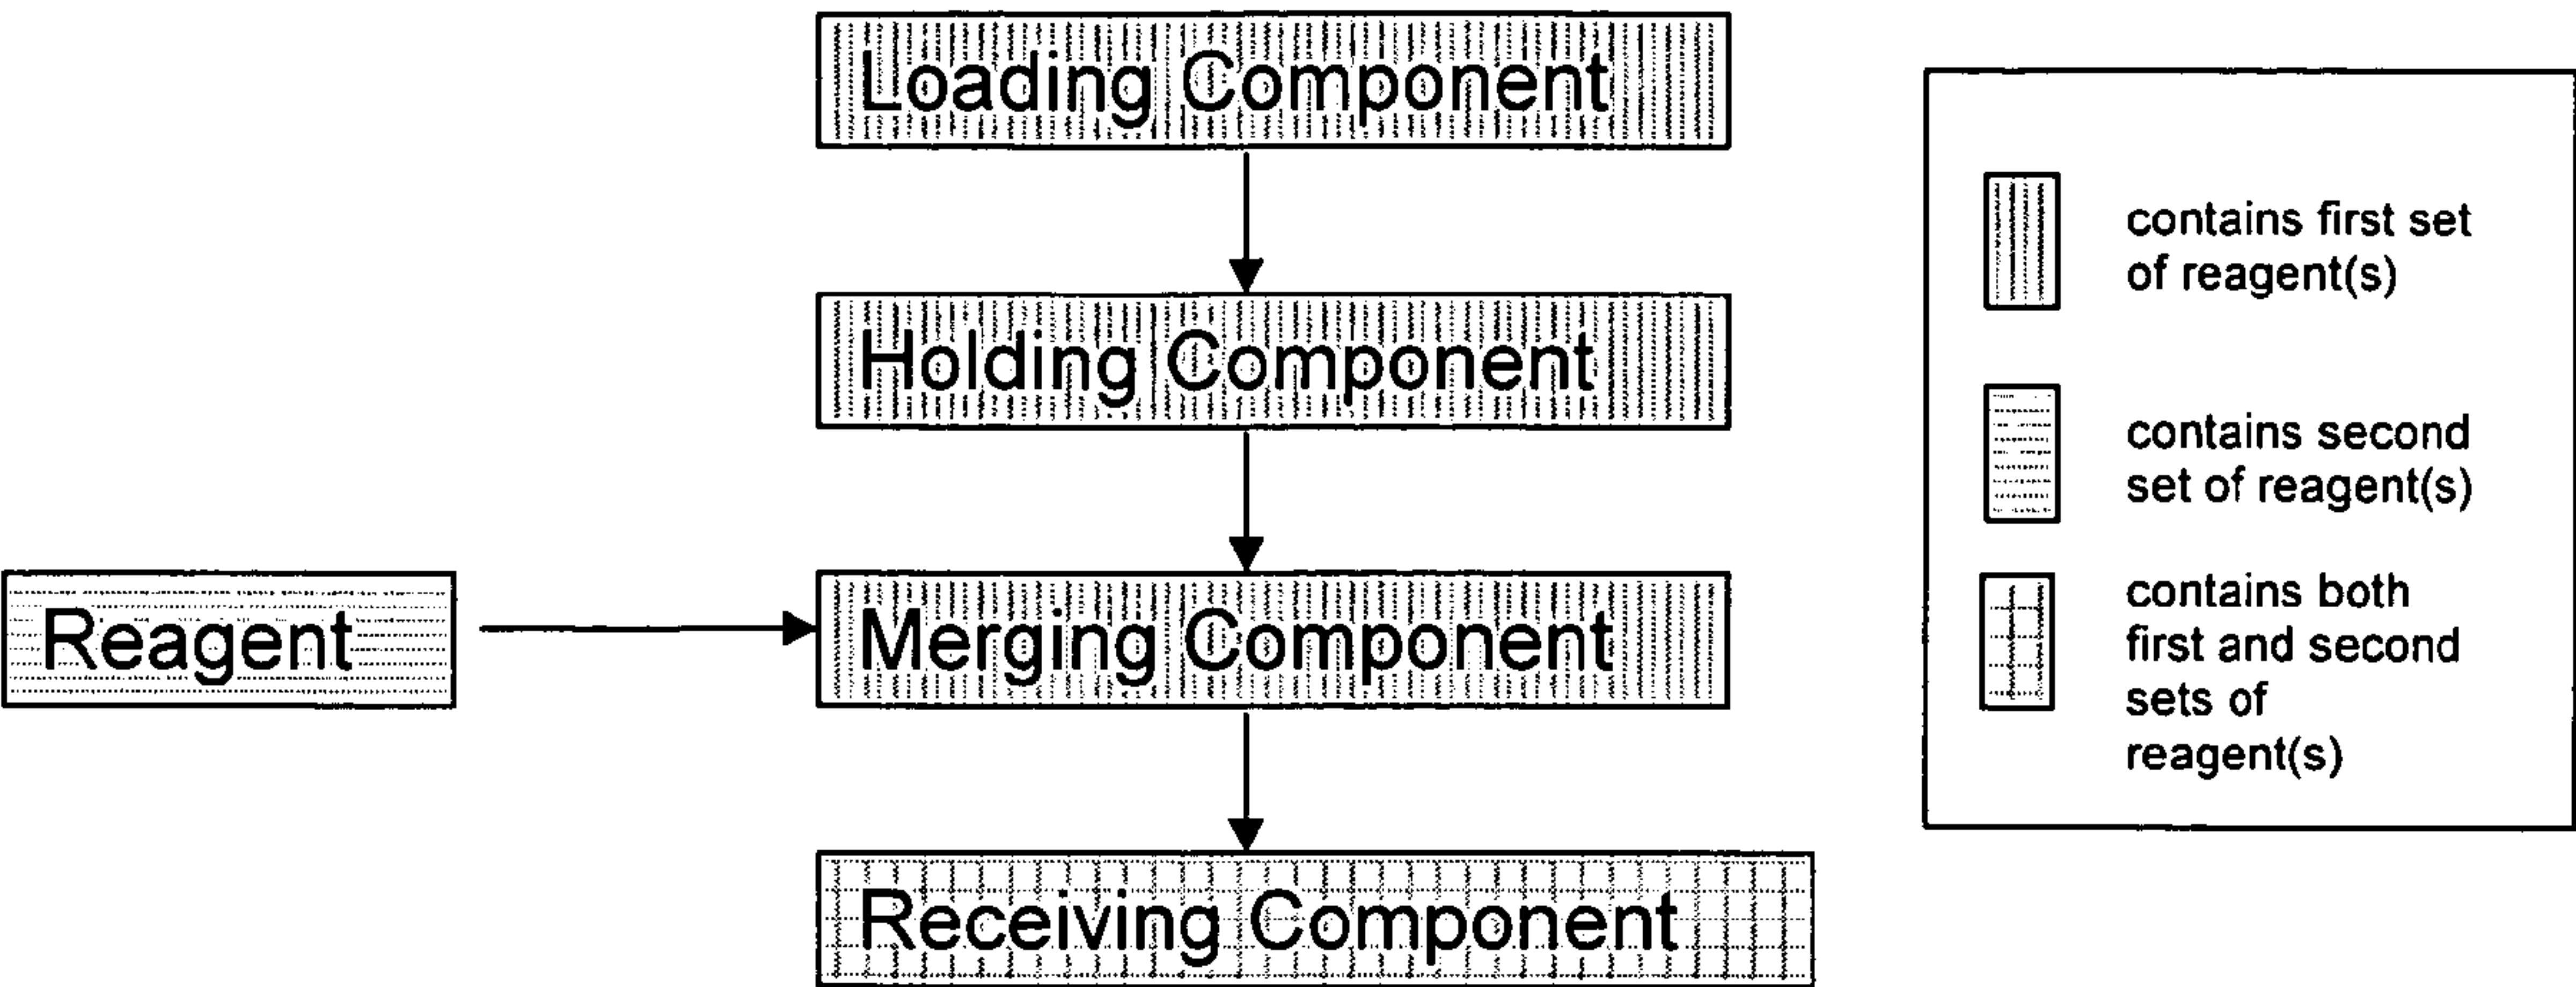 Loading Component
Holding Component
Reagent
Merging Component
Receiving Component
contains first set
of reagent(s)
contains second
set of reagent(s)
contains both
first and second
sets of
reagent(s)